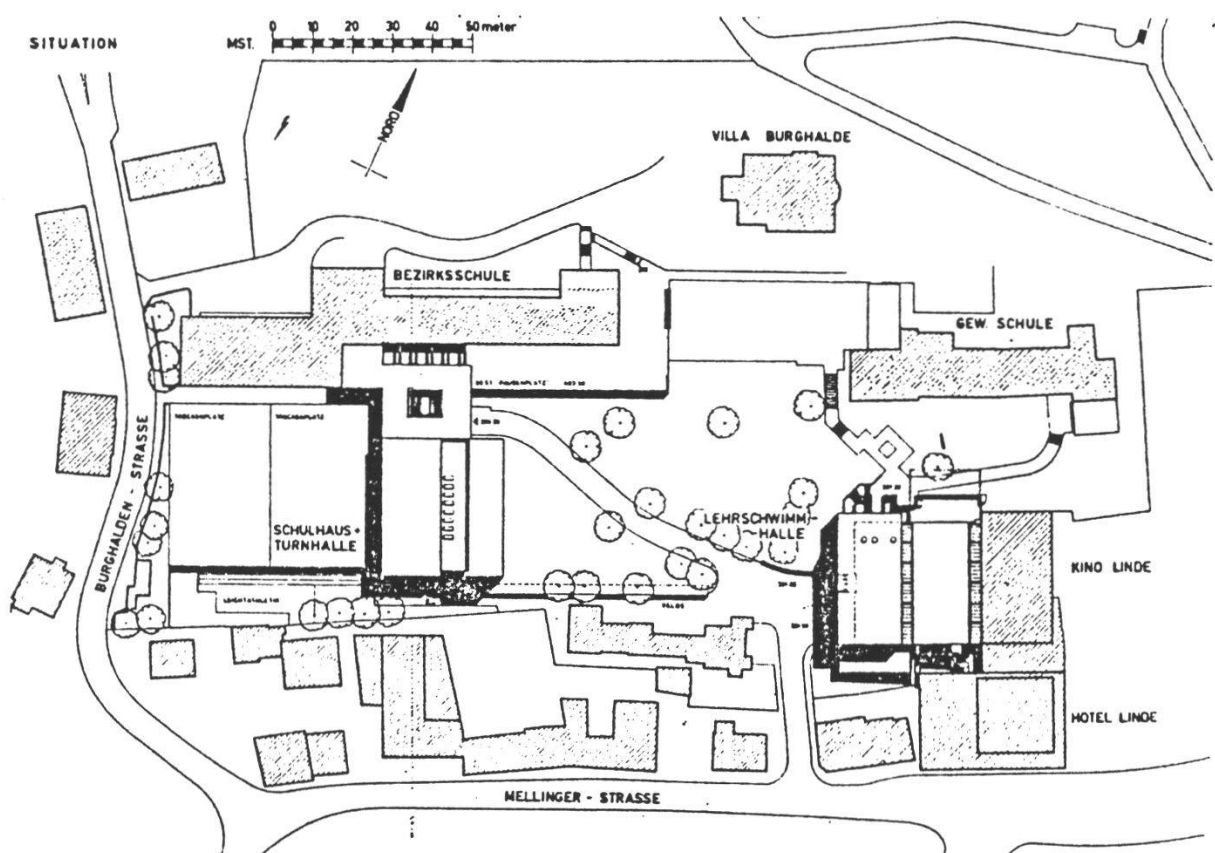 SITUATION
MST.
0 10 20 30 40 50 meter
NORD
VILLA BURGHALDE
BEZIRKSSCHULE
GEW. SCHULE
BURGHALDEN - STRASSE
SCHULHAUS +
TURNHALLE
LEHRSCHWIMM-
HALLE
KINO LINDE
VELOS
HOTEL LINDE
MELLINGER - STRASSE